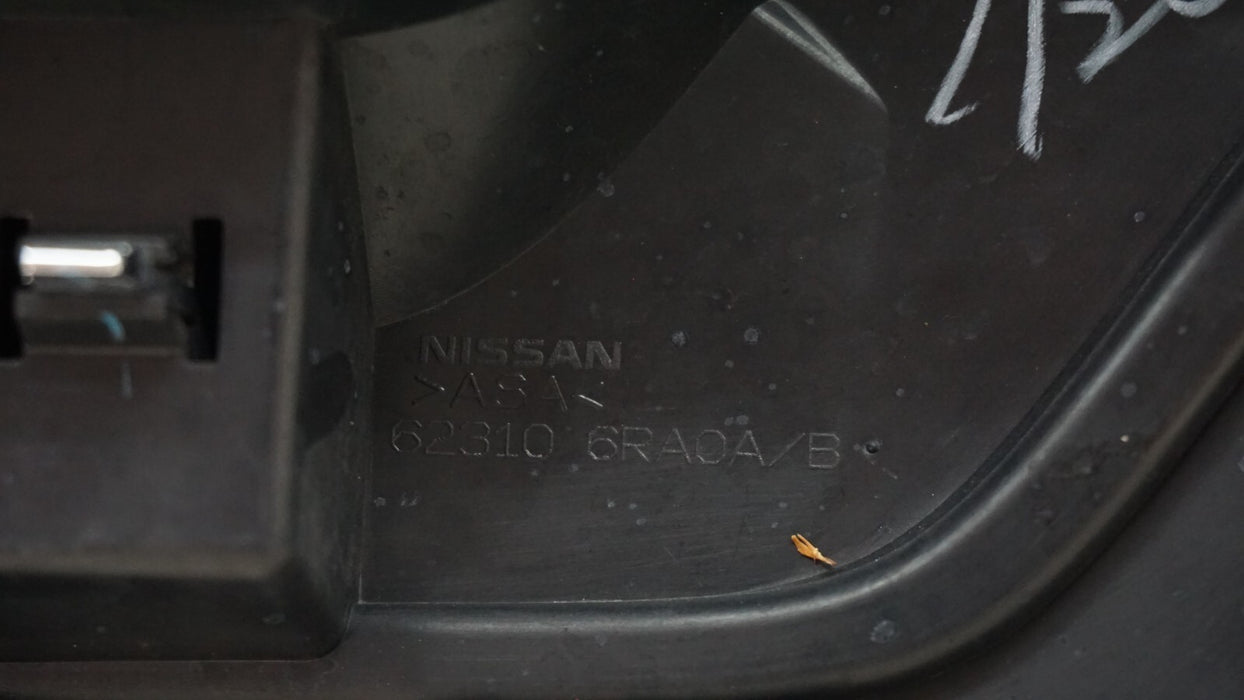 NISSAN
>ASA<
62310 6RA0A/B